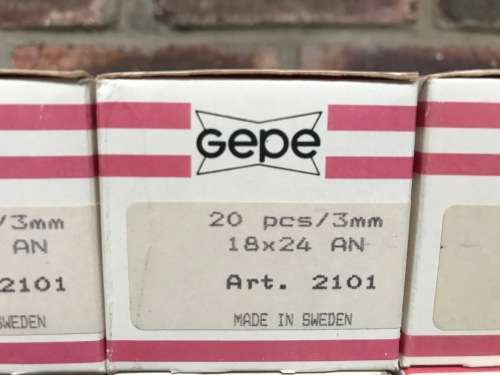 Gepe
20 pcs/3mm
18x24 AN
Art. 2101
MADE IN SWEDEN
/3mm
AN
2101
SWEDEN